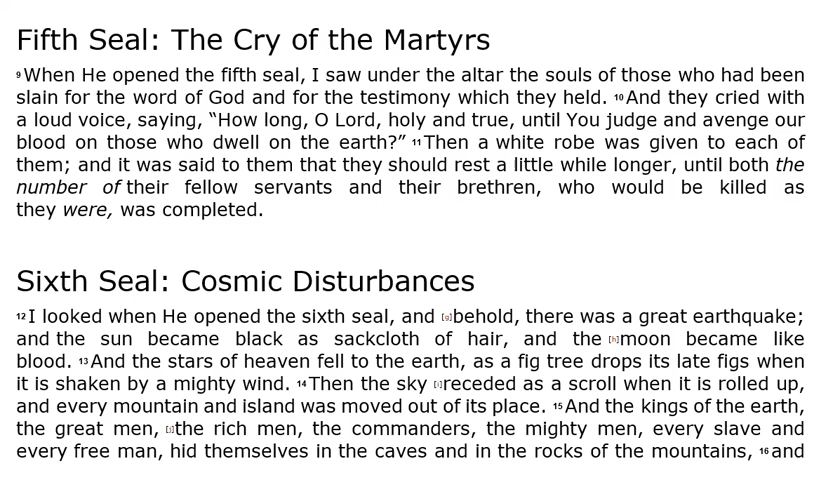 Fifth Seal: The Cry of the Martyrs
9 When He opened the fifth seal, I saw under the altar the souls of those who had been
slain for the word of God and for the testimony which they held. 10 And they cried with
a loud voice, saying, “How long, O Lord, holy and true, until You judge and avenge our
blood on those who dwell on the earth?” 11 Then a white robe was given to each of
them; and it was said to them that they should rest a little while longer, until both the
number of their fellow servants and their brethren, who would be killed as
they were, was completed.
Sixth Seal: Cosmic Disturbances
12 I looked when He opened the sixth seal, and [g]behold, there was a great earthquake;
and the sun became black as sackcloth of hair, and the [h]moon became like
blood. 13 And the stars of heaven fell to the earth, as a fig tree drops its late figs when
it is shaken by a mighty wind. 14 Then the sky [i]receded as a scroll when it is rolled up,
and every mountain and island was moved out of its place. 15 And the kings of the earth,
the great men, [j]the rich men, the commanders, the mighty men, every slave and
every free man, hid themselves in the caves and in the rocks of the mountains, 16 and